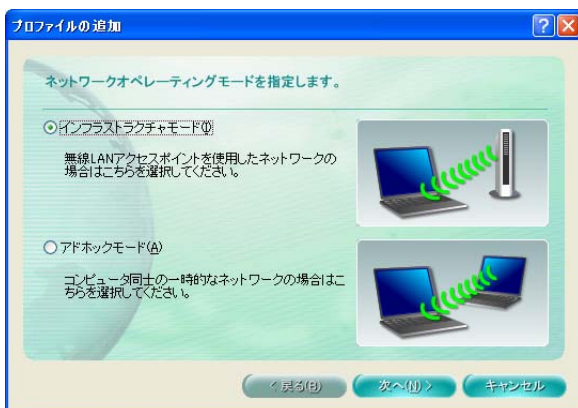 プロファイルの追加
ネットワークオペレーティングモードを指定します。
インフラストラクチャモード(I)
無線LANアクセスポイントを使用したネットワークの
場合はこちらを選択してください。
アドホックモード(A)
コンピュータ同士の一時的なネットワークの場合はこ
ちらを選択してください。
< 戻る(B)
次へ(N) >
キャンセル